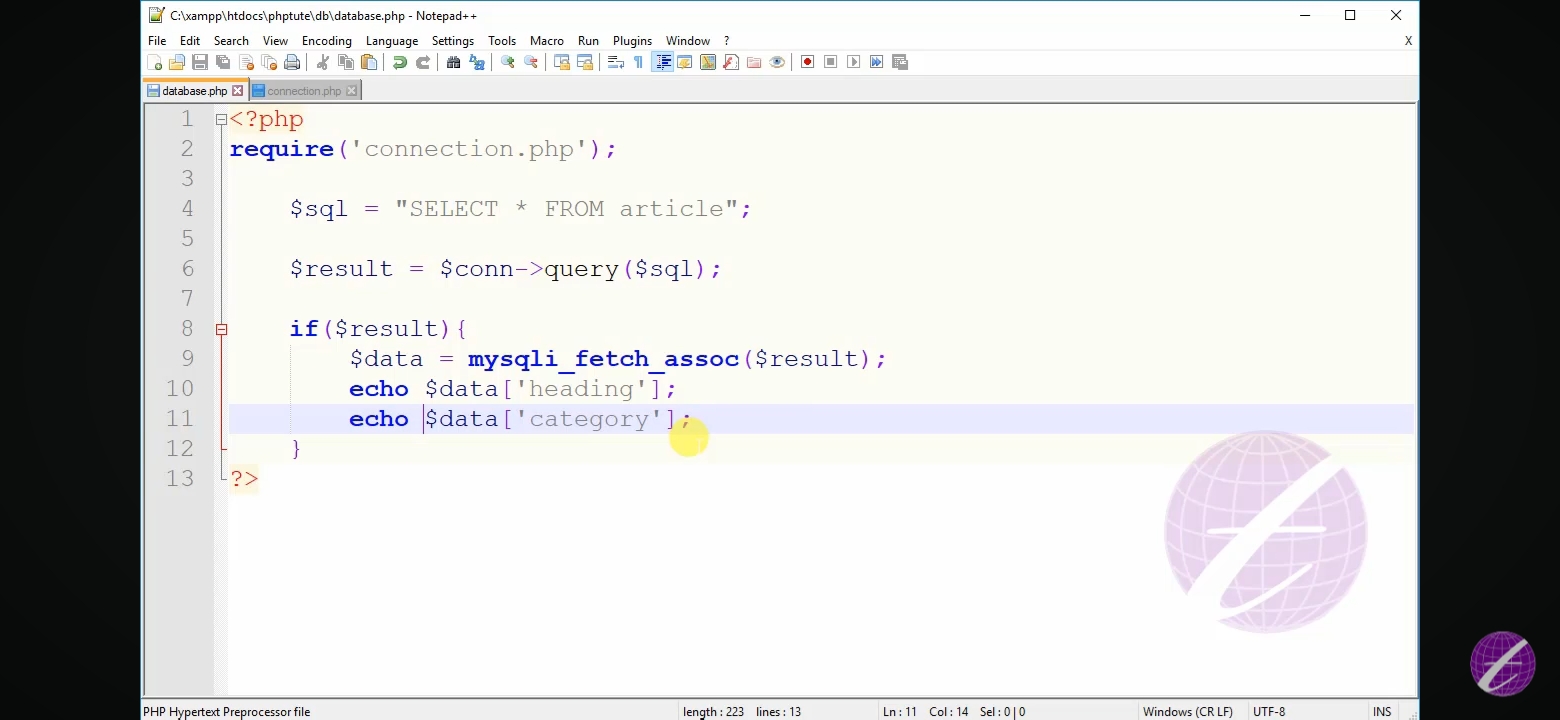 C:\xampp\htdocs\phptute\db\database.php - Notepad++
File Edit Search View Encoding Language Settings Tools Macro Run Plugins Window ? X
database.php connection.php
1 <?php
2 require('connection.php');
3
4 $sql = "SELECT * FROM article";
5
6 $result = $conn->query($sql);
7
8 if($result){
9 $data = mysqli_fetch_assoc($result);
10 echo $data['heading'];
11 echo $data['category'];
12 }
13 ?>
PHP Hypertext Preprocessor file length : 223 lines : 13 Ln : 11 Col : 14 Sel : 0 | 0 Windows (CR LF) UTF-8 INS